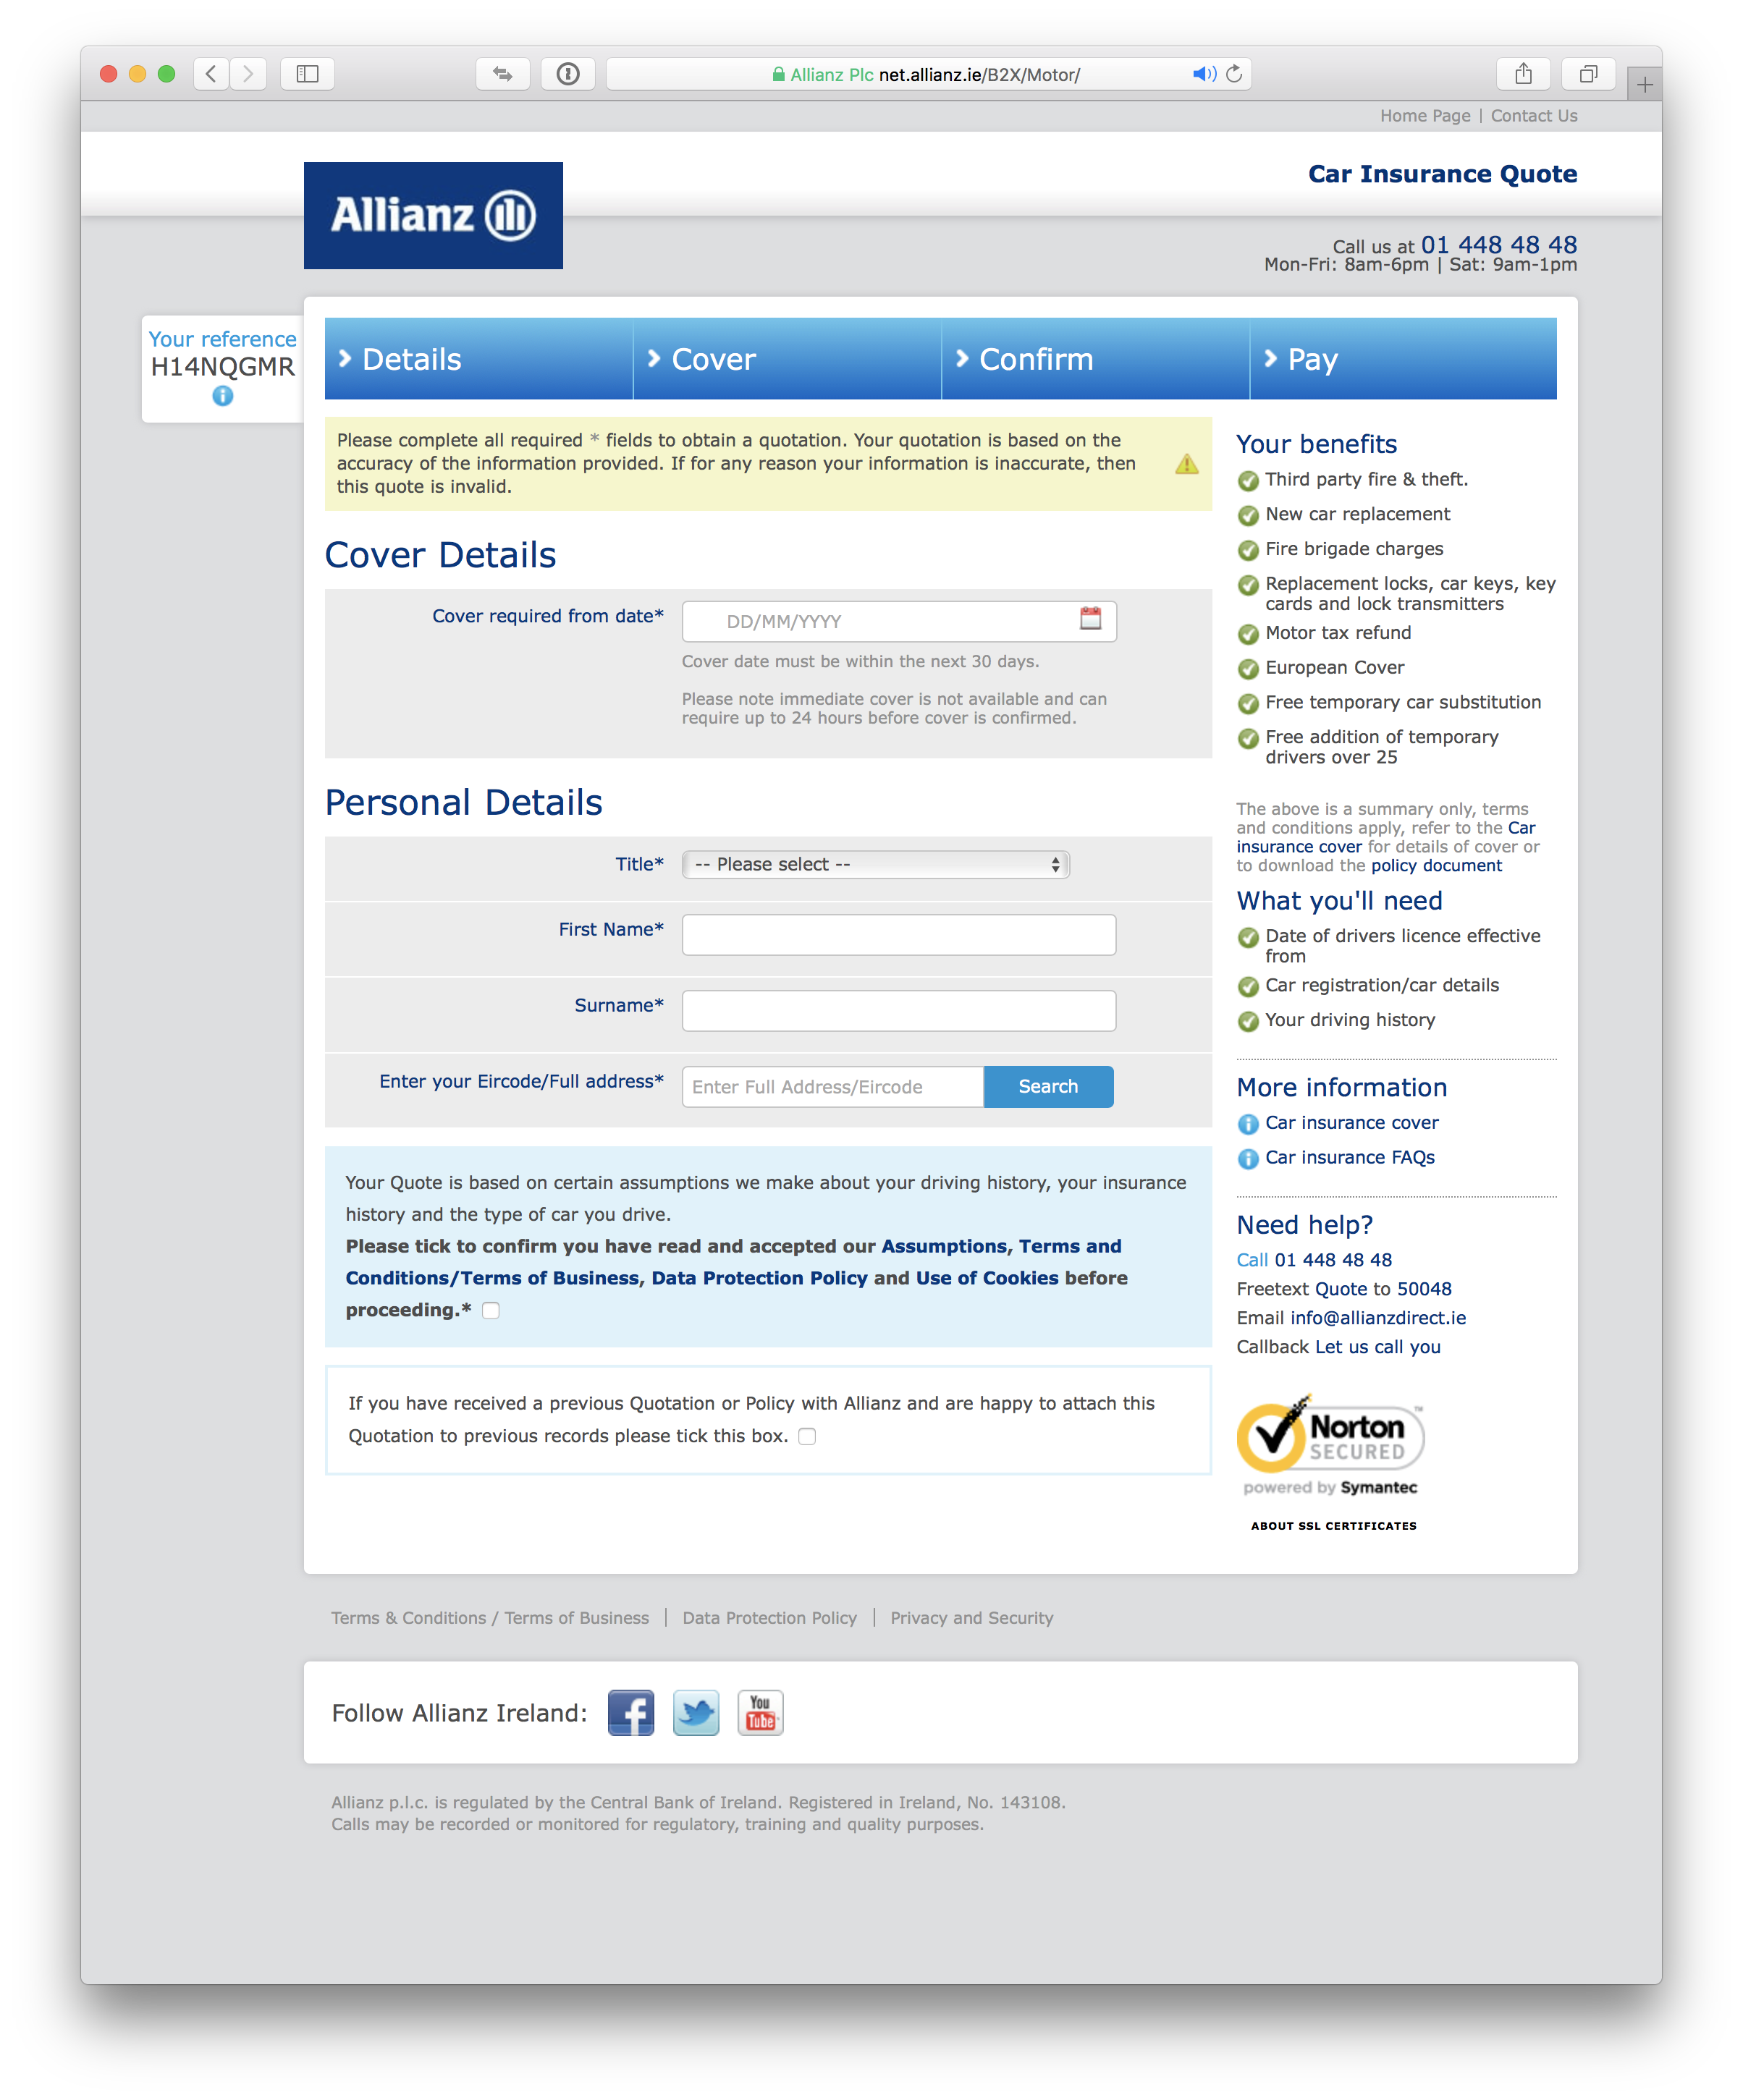 Allianz Plc net.allianz.ie/B2X/Motor/
Home Page | Contact Us
Allianz
Car Insurance Quote
Call us at 01 448 48 48
Mon-Fri: 8am-6pm | Sat: 9am-1pm
Your reference
H14NQGMR
Details
Cover
Confirm
Pay
Please complete all required * fields to obtain a quotation. Your quotation is based on the
accuracy of the information provided. If for any reason your information is inaccurate, then
this quote is invalid.
Cover Details
Cover required from date*
DD/MM/YYYY
Cover date must be within the next 30 days.
Please note immediate cover is not available and can
require up to 24 hours before cover is confirmed.
Personal Details
Title*
-- Please select --
First Name*
Surname*
Enter your Eircode/Full address*
Enter Full Address/Eircode
Search
Your Quote is based on certain assumptions we make about your driving history, your insurance
history and the type of car you drive.
Please tick to confirm you have read and accepted our Assumptions, Terms and
Conditions/Terms of Business, Data Protection Policy and Use of Cookies before
proceeding.*
If you have received a previous Quotation or Policy with Allianz and are happy to attach this
Quotation to previous records please tick this box.
Your benefits
Third party fire & theft.
New car replacement
Fire brigade charges
Replacement locks, car keys, key
cards and lock transmitters
Motor tax refund
European Cover
Free temporary car substitution
Free addition of temporary
drivers over 25
The above is a summary only, terms
and conditions apply, refer to the Car
insurance cover for details of cover or
to download the policy document
What you'll need
Date of drivers licence effective
from
Car registration/car details
Your driving history
More information
Car insurance cover
Car insurance FAQs
Need help?
Call 01 448 48 48
Freetext Quote to 50048
Email info@allianzdirect.ie
Callback Let us call you
Norton
SECURED
TM
powered by Symantec
ABOUT SSL CERTIFICATES
Terms & Conditions / Terms of Business | Data Protection Policy | Privacy and Security
Follow Allianz Ireland:
You
Tube
Allianz p.l.c. is regulated by the Central Bank of Ireland. Registered in Ireland, No. 143108.
Calls may be recorded or monitored for regulatory, training and quality purposes.